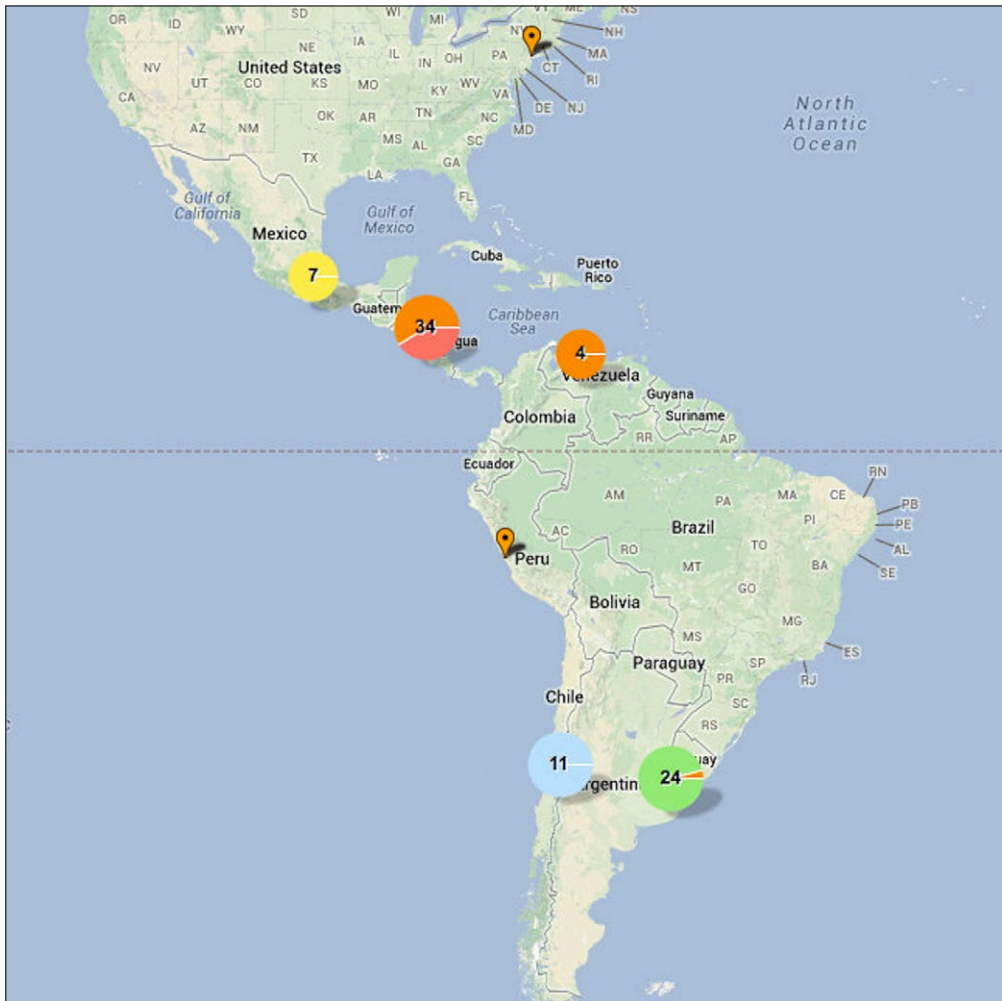 OR
ID
WY
SD
WI
MI
VT
ME
NS
NH
NY
MA
NE
IA
United States
IL
IN
OH
PA
CT
RI
NV
UT
CO
KS
MO
KY
WV
VA
DE
NJ
CA
MD
OK
AR
TN
NC
AZ
NM
MS
AL
SC
North
Atlantic
Ocean
TX
GA
LA
FL
Gulf of
California
Gulf of
Mexico
Mexico
Cuba
Puerto
Rico
7
Guatem
34
gua
Caribbean
Sea
4
Venezuela
Guyana
Suriname
Colombia
RR
AP
Ecuador
RN
AM
PA
MA
CE
PB
PI
PE
AC
Brazil
TO
AL
Peru
RO
MT
BA
SE
GO
Bolivia
MG
MS
ES
Paraguay
SP
RJ
PR
Chile
SC
RS
11
uay
24
rgentin